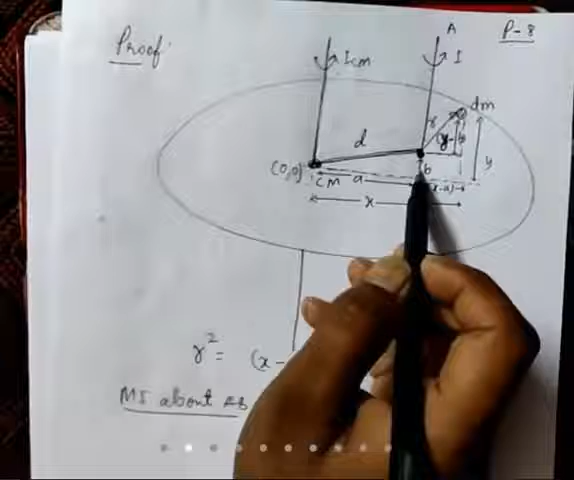 P-8
Proof:
A
Icm
I
dm
r
d
(y-b)
y
(0,0)
CM
a
b
(x-a)
x
r² = (x-
MI about AB